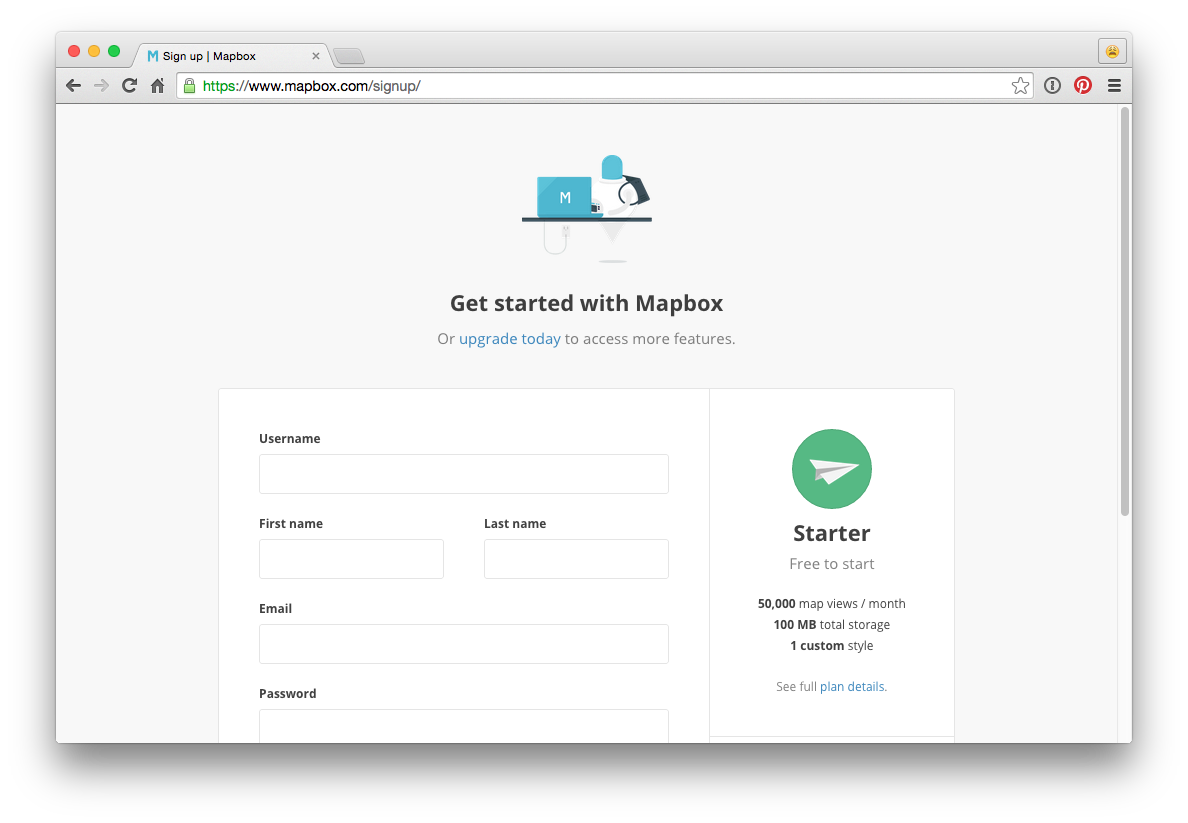 Sign up | Mapbox
https://www.mapbox.com/signup/
M
Get started with Mapbox
Or upgrade today to access more features.
Username
First name
Last name
Email
Password
Starter
Free to start
50,000 map views / month
100 MB total storage
1 custom style
See full plan details.